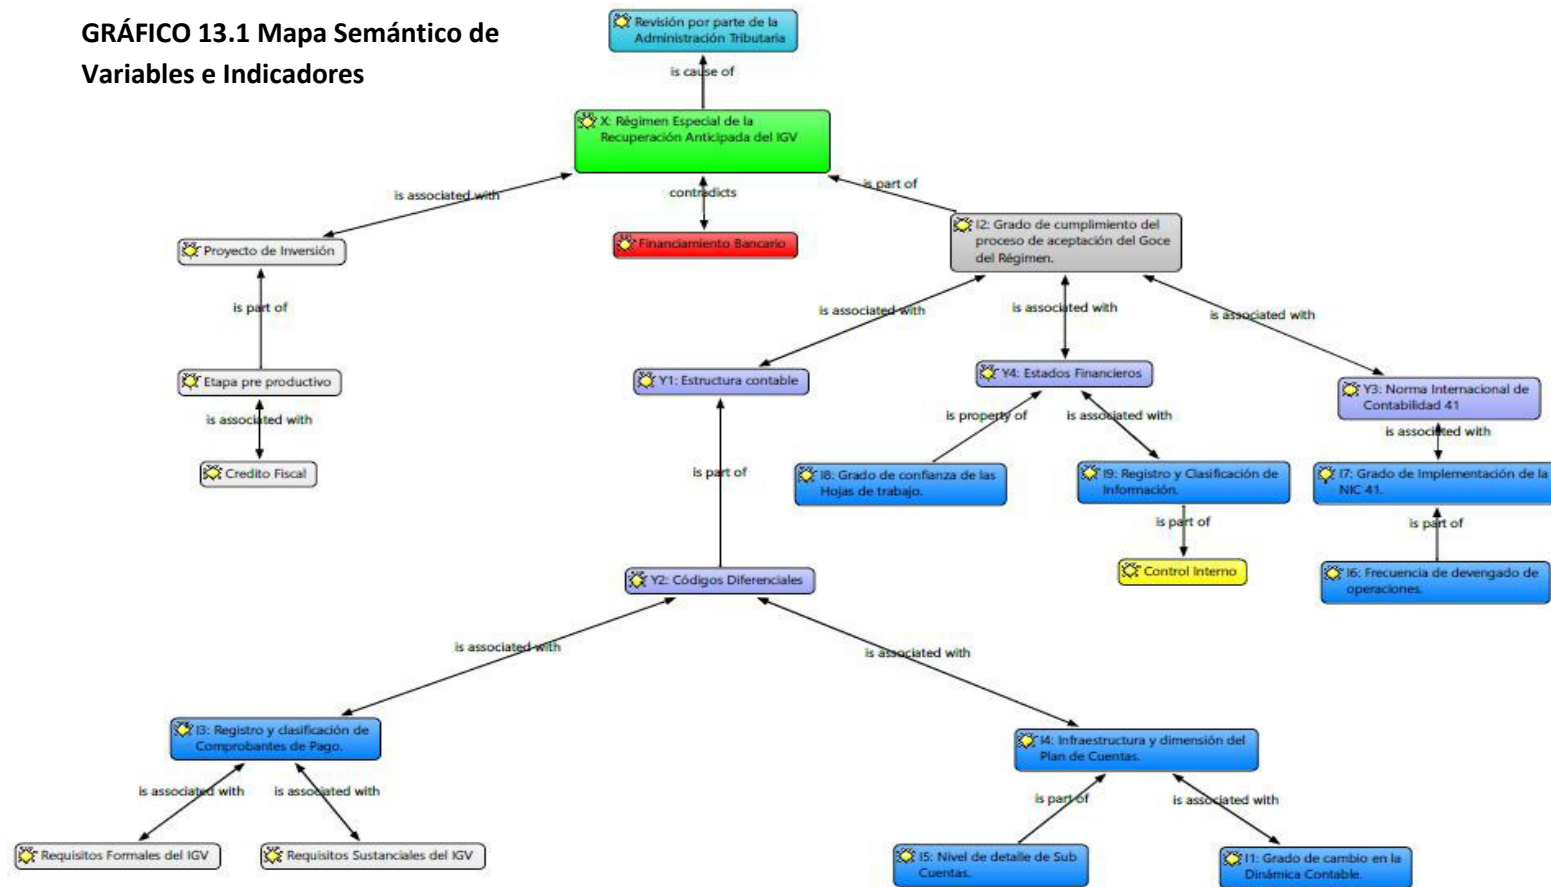 GRÁFICO 13.1 Mapa Semántico de
Variables e Indicadores
Revisión por parte de la
Administración Tributaria
is cause of
X: Régimen Especial de la
Recuperación Anticipada del IGV
is associated with
contradicts
is part of
Proyecto de Inversión
Financiamiento Bancario
I2: Grado de cumplimiento del
proceso de aceptación del Goce
del Régimen.
is part of
is associated with
is associated with
is associated with
Etapa pre productivo
Y1: Estructura contable
Y4: Estados Financieros
Y3: Norma Internacional de
Contabilidad 41
is associated with
is property of
is associated with
is associated with
Credito Fiscal
is part of
I8: Grado de confianza de las
Hojas de trabajo.
I9: Registro y Clasificación de
Información.
I7: Grado de Implementación de la
NIC 41.
is part of
is part of
Y2: Códigos Diferenciales
Control Interno
I6: Frecuencia de devengado de
operaciones.
is associated with
is associated with
I3: Registro y clasificación de
Comprobantes de Pago.
I4: Infraestructura y dimensión del
Plan de Cuentas.
is associated with
is associated with
is part of
is associated with
Requisitos Formales del IGV
Requisitos Sustanciales del IGV
I5: Nivel de detalle de Sub
Cuentas.
I1: Grado de cambio en la
Dinámica Contable.